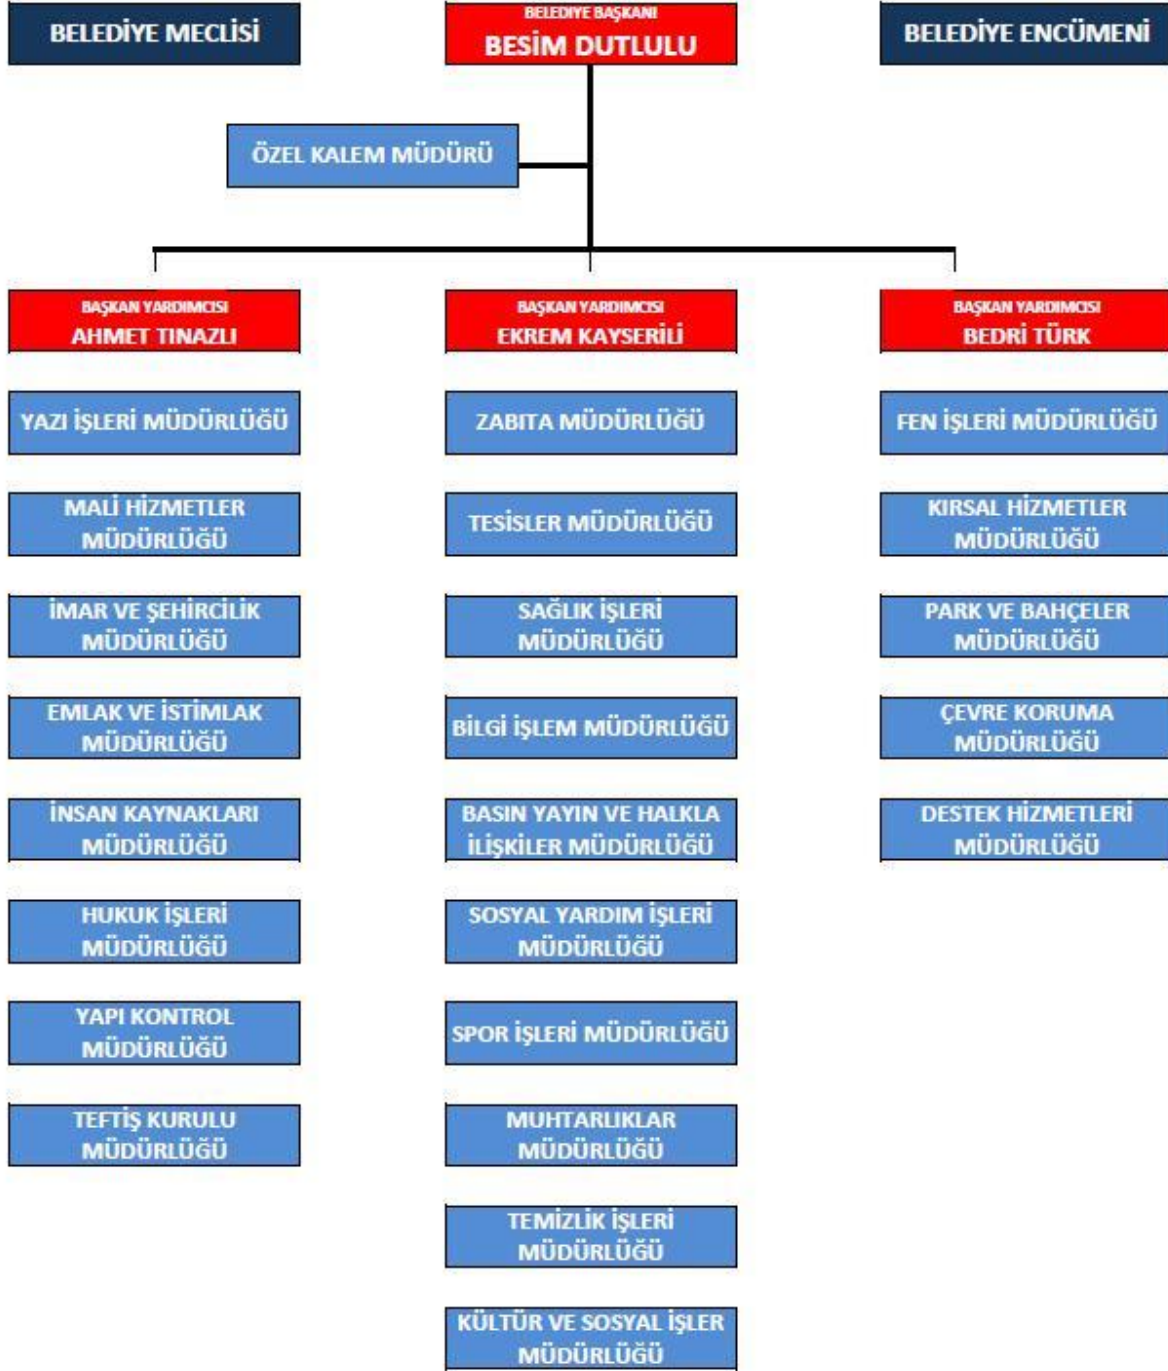 BELEDİYE MECLİSİ
BELEDİYE BAŞKANI
BESİM DUTLULU
BELEDİYE ENCÜMENİ
ÖZEL KALEM MÜDÜRÜ
BAŞKAN YARDIMCISI
AHMET TINAZLI
BAŞKAN YARDIMCISI
EKREM KAYSERİLİ
BAŞKAN YARDIMCISI
BEDRİ TÜRK
YAZI İŞLERİ MÜDÜRLÜĞÜ
ZABITA MÜDÜRLÜĞÜ
FEN İŞLERİ MÜDÜRLÜĞÜ
MALİ HİZMETLER
MÜDÜRLÜĞÜ
TESİSLER MÜDÜRLÜĞÜ
KIRSAL HİZMETLER
MÜDÜRLÜĞÜ
İMAR VE ŞEHİRCİLİK
MÜDÜRLÜĞÜ
SAĞLIK İŞLERİ
MÜDÜRLÜĞÜ
PARK VE BAHÇELER
MÜDÜRLÜĞÜ
EMLAK VE İSTİMLAK
MÜDÜRLÜĞÜ
BİLGİ İŞLEM MÜDÜRLÜĞÜ
ÇEVRE KORUMA
MÜDÜRLÜĞÜ
İNSAN KAYNAKLARI
MÜDÜRLÜĞÜ
BASIN YAYIN VE HALKLA
İLİŞKİLER MÜDÜRLÜĞÜ
DESTEK HİZMETLERİ
MÜDÜRLÜĞÜ
HUKUK İŞLERİ
MÜDÜRLÜĞÜ
SOSYAL YARDIM İŞLERİ
MÜDÜRLÜĞÜ
YAPI KONTROL
MÜDÜRLÜĞÜ
SPOR İŞLERİ MÜDÜRLÜĞÜ
TEFTİŞ KURULU
MÜDÜRLÜĞÜ
MUHTARLIKLAR
MÜDÜRLÜĞÜ
TEMİZLİK İŞLERİ
MÜDÜRLÜĞÜ
KÜLTÜR VE SOSYAL İŞLER
MÜDÜRLÜĞÜ